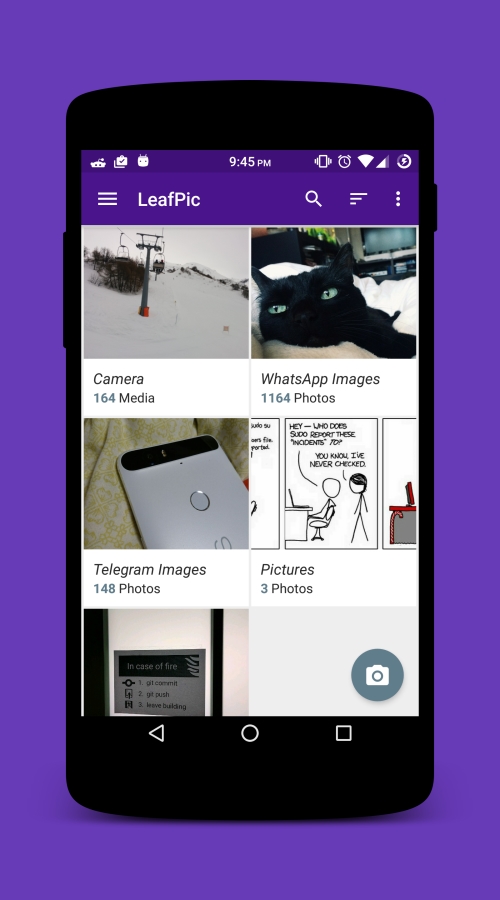 9:45 PM
LeafPic
Camera
164 Media
WhatsApp Images
1164 Photos
sudo su
oers file.
ported.
HEY — WHO DOES
SUDO REPORT THESE
"INCIDENTS" TO?
YOU KNOW, I'VE
NEVER CHECKED.
Telegram Images
148 Photos
Pictures
3 Photos
In case of fire
1. git commit
2. git push
3. leave building